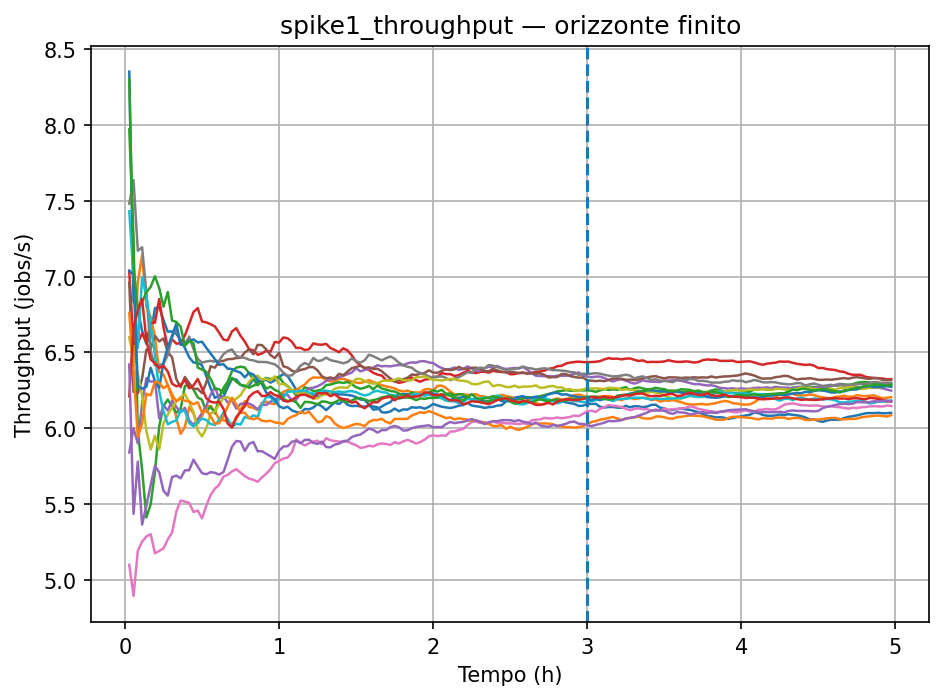 spike1_throughput — orizzonte finito
Throughput (jobs/s)
8.5
8.0
7.5
7.0
6.5
6.0
5.5
5.0
0 1 2 3 4 5
Tempo (h)